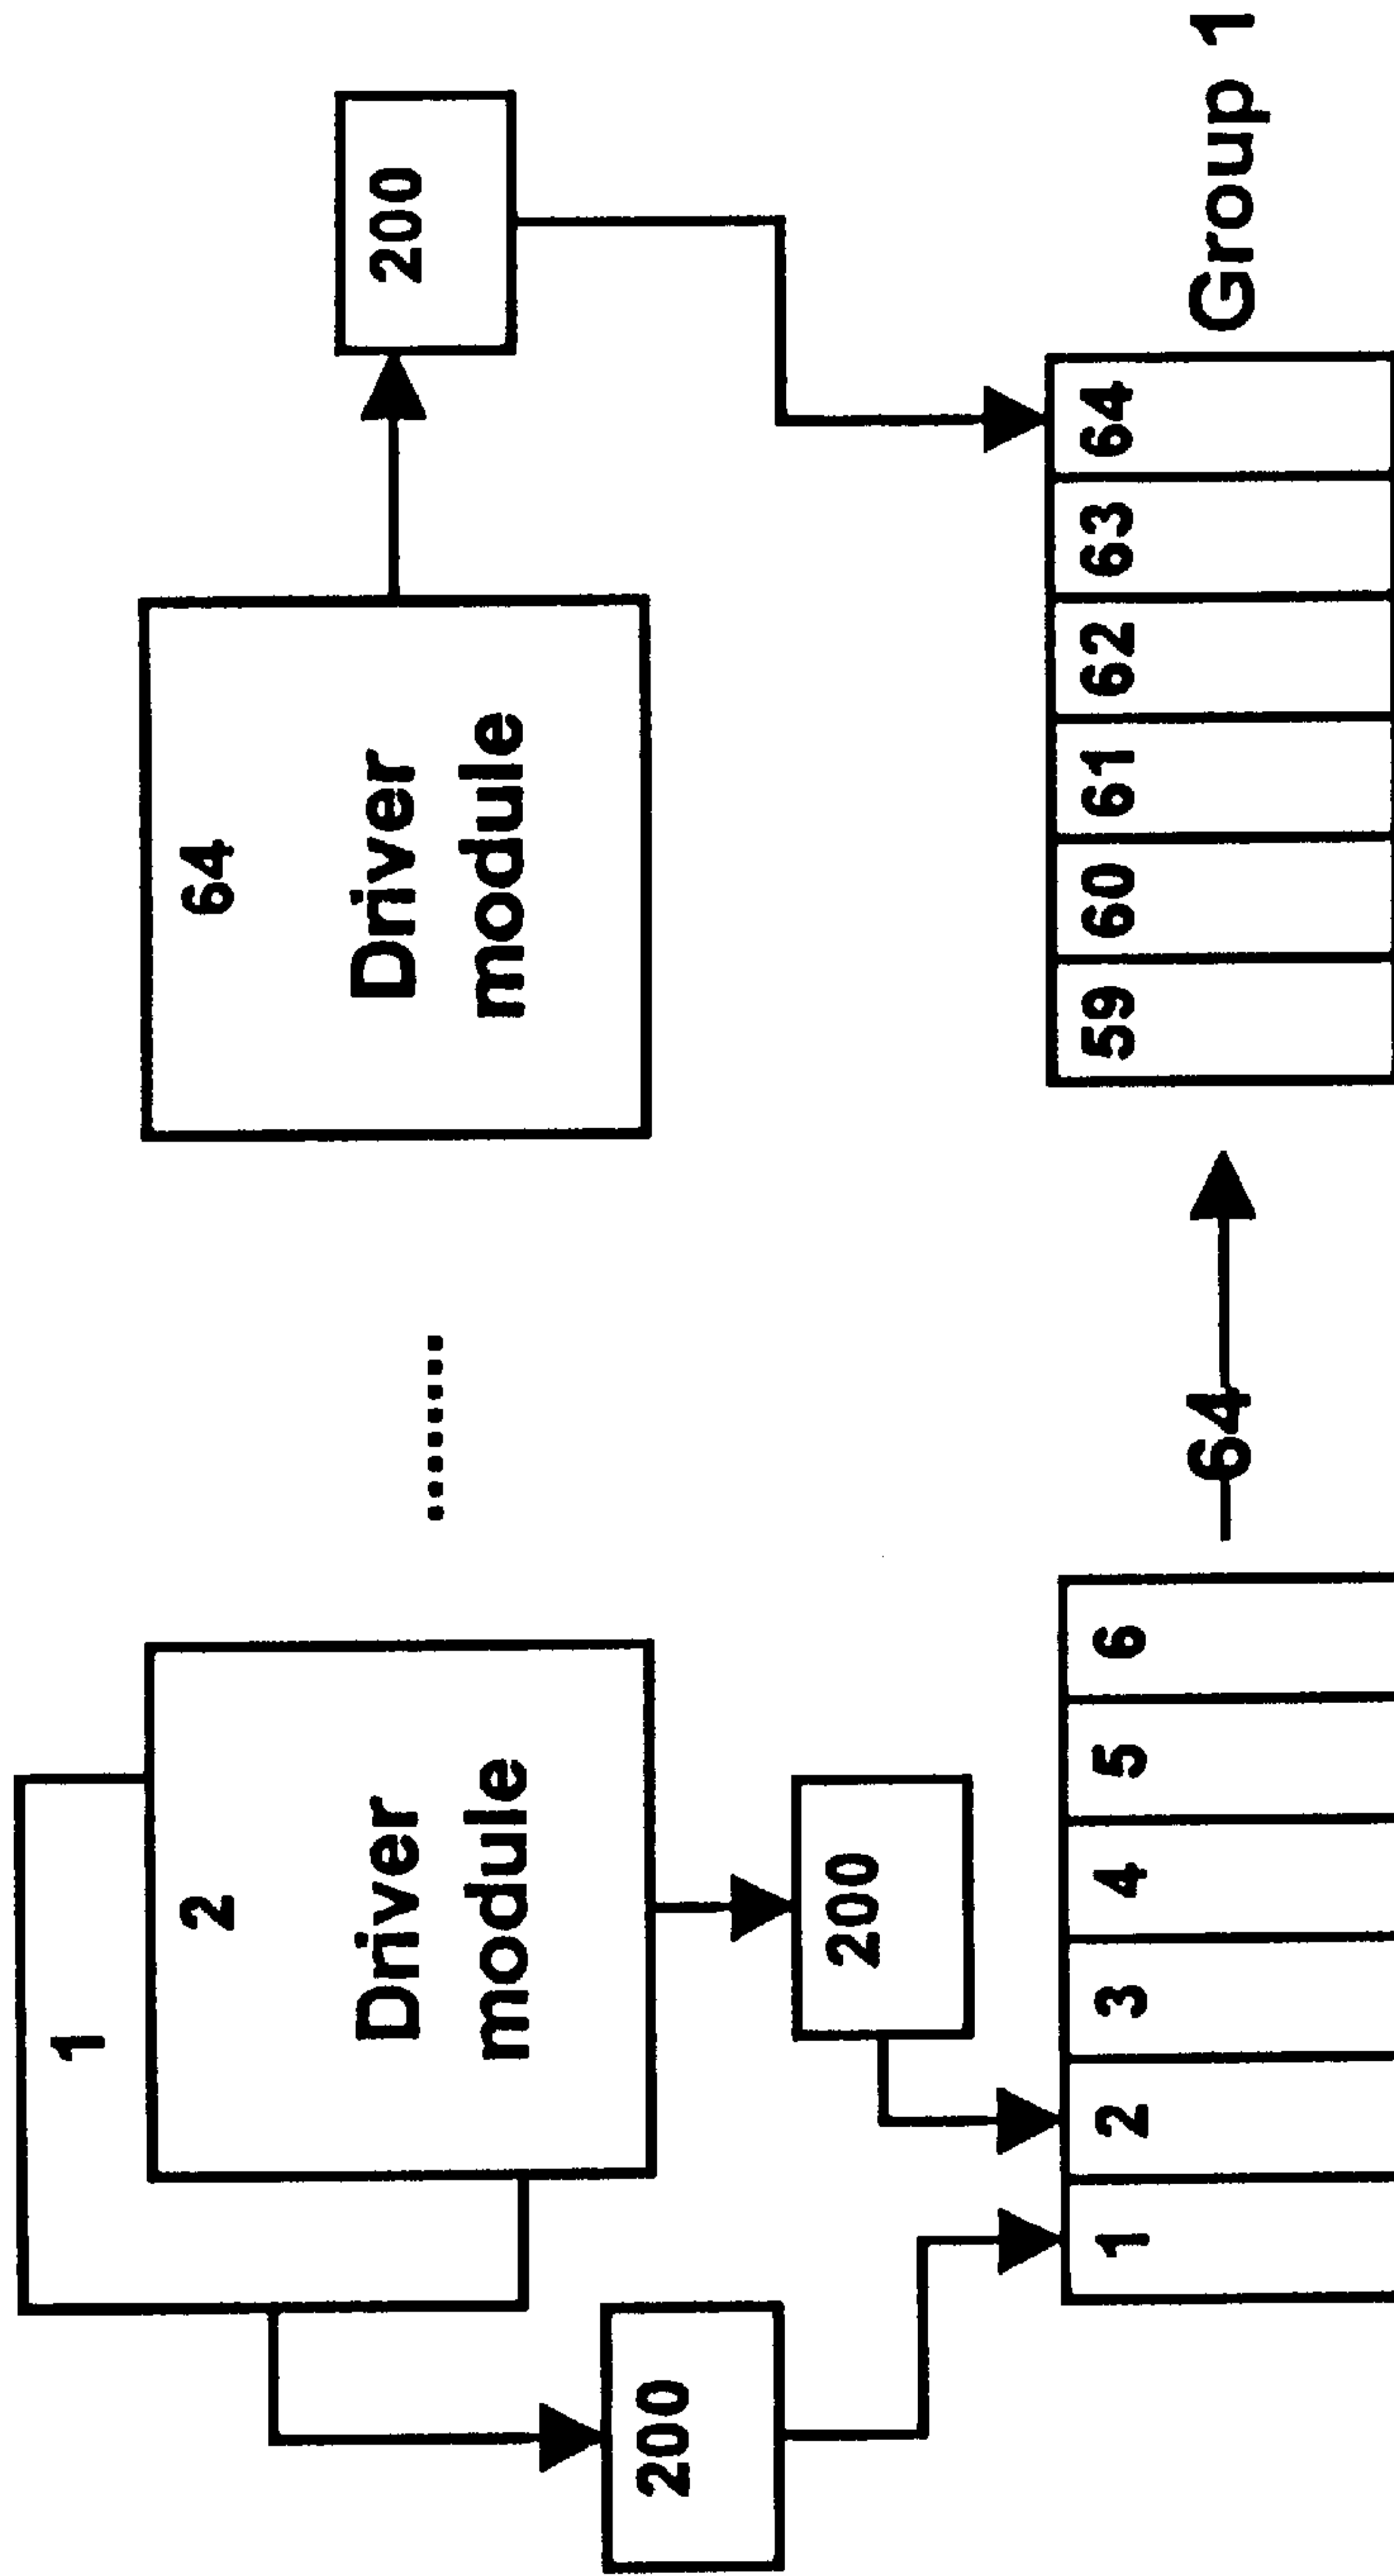 1
2
Driver
module
........
64
Driver
module
200
200
200
1 2 3 4 5 6
64
59 60 61 62 63 64
Group 1